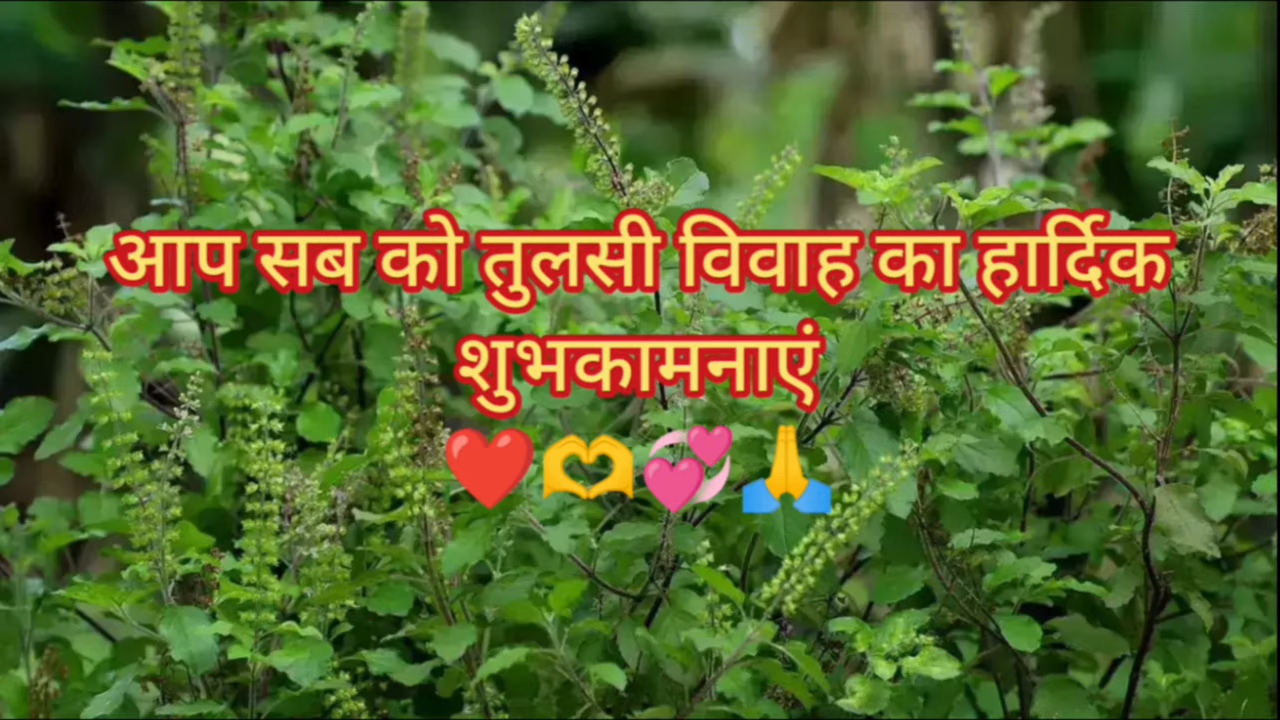 आप सब को तुलसी विवाह का हार्दिक
शुभकामनाएं
❤️🫶💞🙏